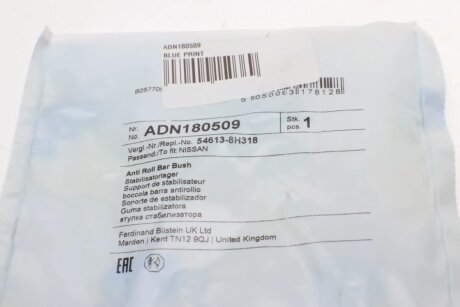 ADN180509
BLUE PRINT
Nr.
No. ADN180509
Stk.
pcs. 1
Vergl-Nr./Repl.-No. 54613-8H318
Passend/To fit: NISSAN
Anti Roll Bar Bush
Stabilisatorlager
Support de stabilisateur
boccola barra antirollio
Soporte de estabilizador
Guma stabilizatora
втулка стабилизатора
Ferdinand Bilstein UK Ltd
Marden | Kent TN12 9QJ | United Kingdom
EAC